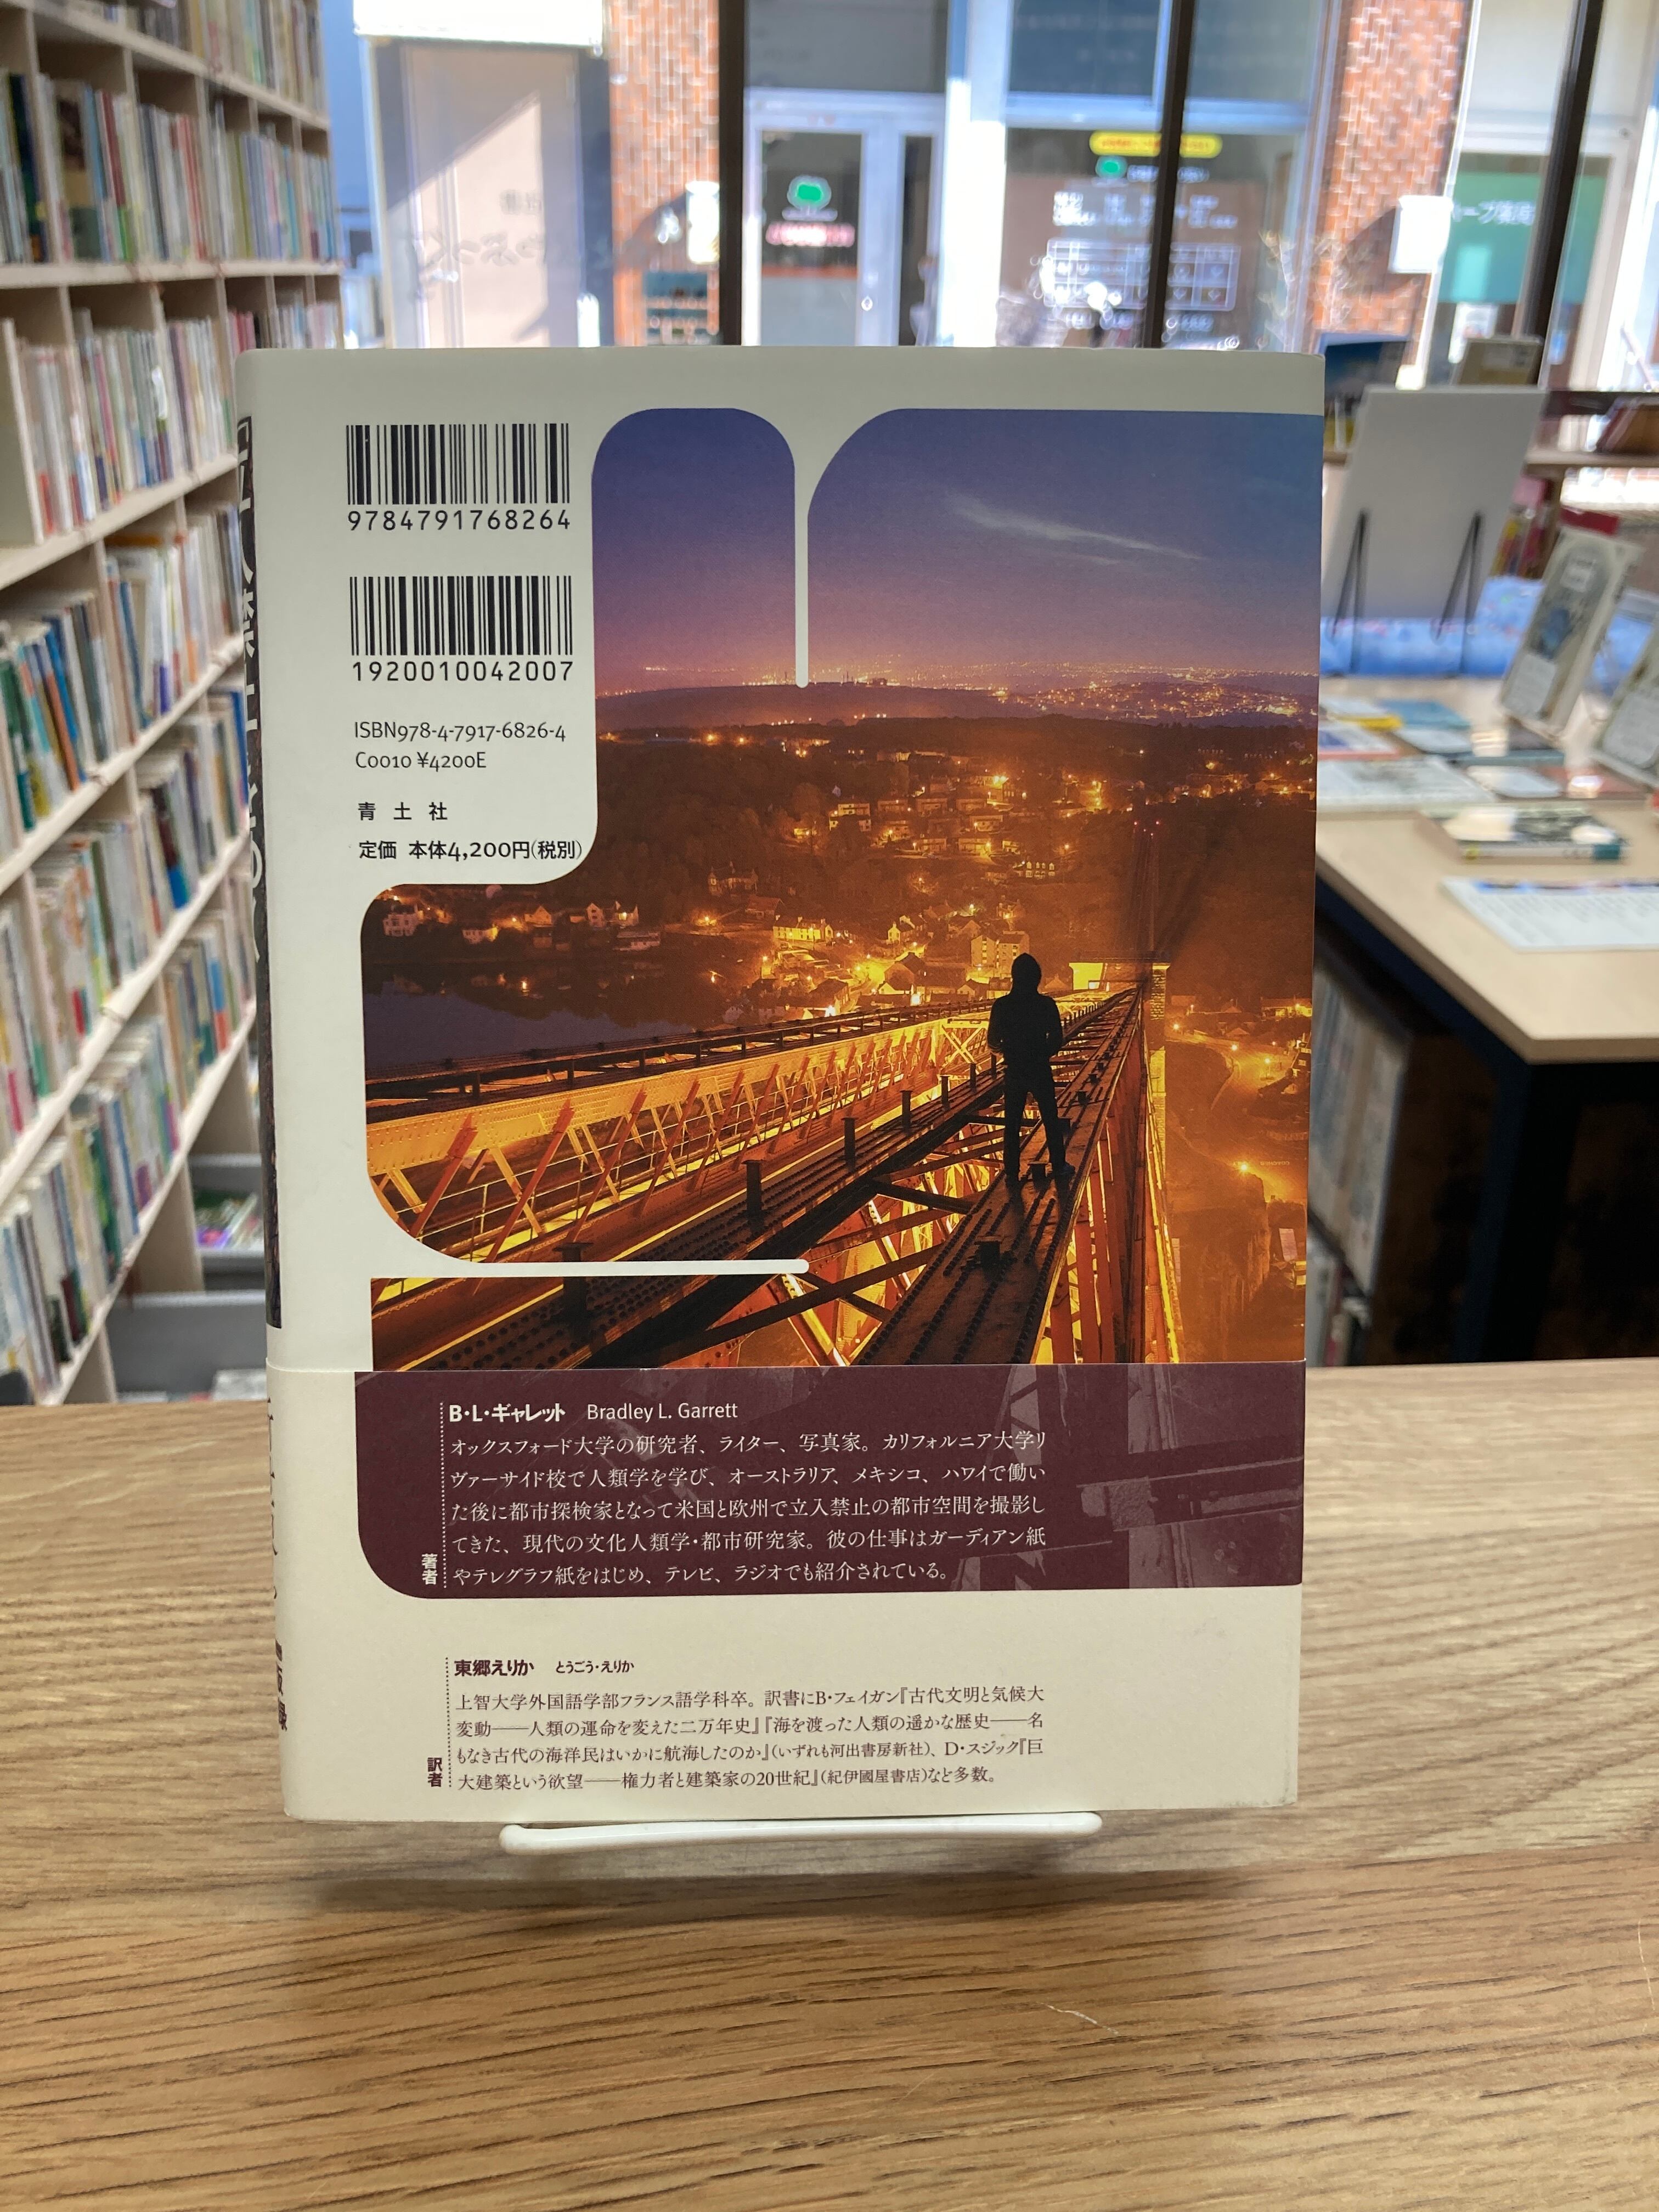 9784791768264
1920010042007
ISBN978-4-7917-6826-4
C0010 ¥4200E
青土社
定価 本体4,200円(税別)
B・L・ギャレット Bradley L. Garrett
オックスフォード大学の研究者、ライター、写真家。カリフォルニア大学リ
ヴァーサイド校で人類学を学び、オーストラリア、メキシコ、ハワイで働い
た後に都市探検家となって米国と欧州で立入禁止の都市空間を撮影し
てきた、現代の文化人類学・都市研究家。彼の仕事はガーディアン紙
やテレグラフ紙をはじめ、テレビ、ラジオでも紹介されている。
著者
東郷えりか とうごう・えりか
上智大学外国語学部フランス語学科卒。訳書にB・フェイガン『古代文明と気候大
変動――人類の運命を変えた二万年史』『海を渡った人類の遥かな歴史――名
もなき古代の海洋民はいかに航海したのか』(いずれも河出書房新社)、D・スジック『巨
大建築という欲望――権力者と建築家の20世紀』(紀伊國屋書店)など多数。
訳者